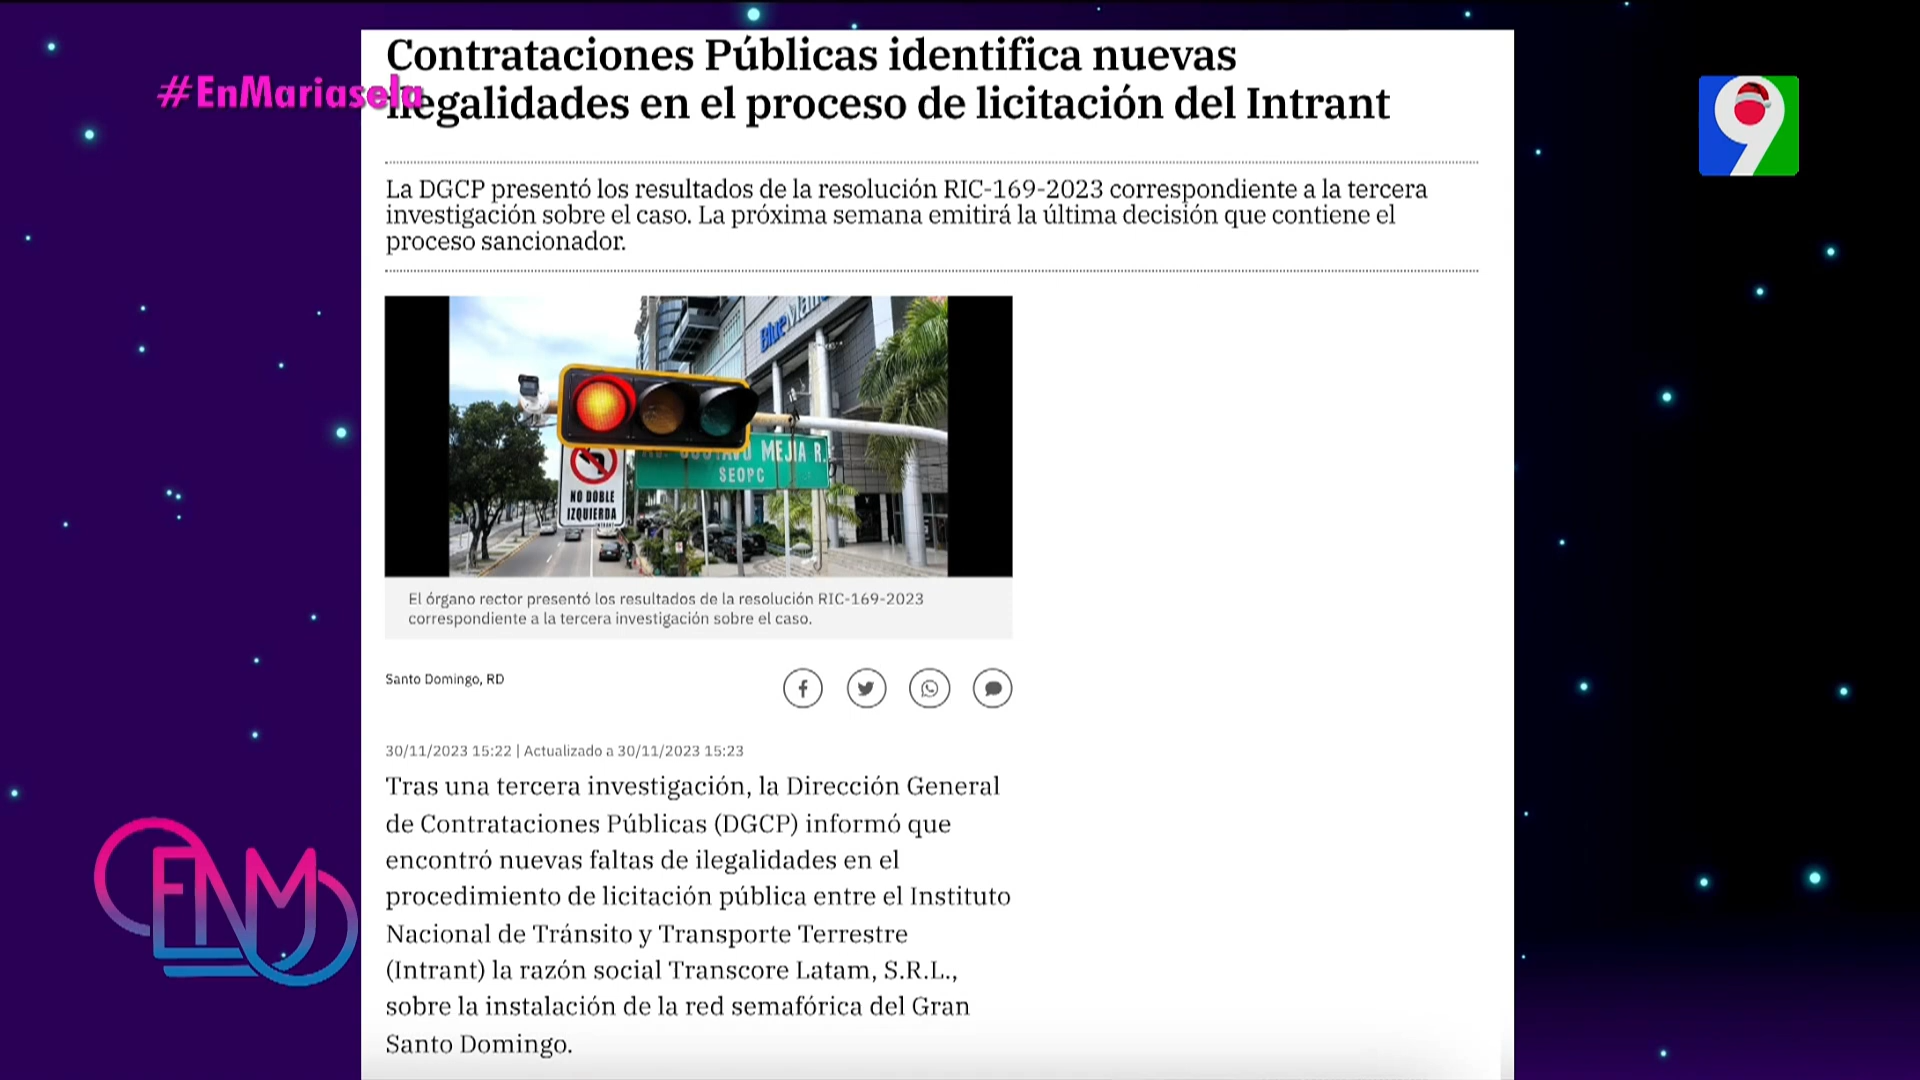 Contrataciones Públicas identifica nuevas
#EnMariasela
ilegalidades en el proceso de licitación del Intrant
9
La DGCP presentó los resultados de la resolución RIC-169-2023 correspondiente a la tercera
investigación sobre el caso. La próxima semana emitirá la última decisión que contiene el
proceso sancionador.
MEJIA R.
SEOPC
NO DOBLE
IZQUIERDA
El órgano rector presentó los resultados de la resolución RIC-169-2023
correspondiente a la tercera investigación sobre el caso.
Santo Domingo, RD
30/11/2023 15:22 | Actualizado a 30/11/2023 15:23
Tras una tercera investigación, la Dirección General
de Contrataciones Públicas (DGCP) informó que
encontró nuevas faltas de ilegalidades en el
procedimiento de licitación pública entre el Instituto
Nacional de Tránsito y Transporte Terrestre
(Intrant) la razón social Transcore Latam, S.R.L.,
sobre la instalación de la red semafórica del Gran
Santo Domingo.
ENM